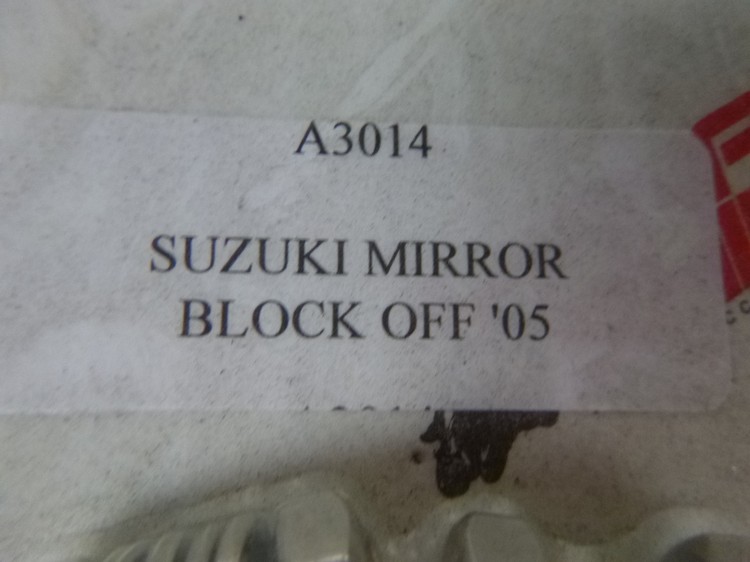 A3014
SUZUKI MIRROR
BLOCK OFF '05